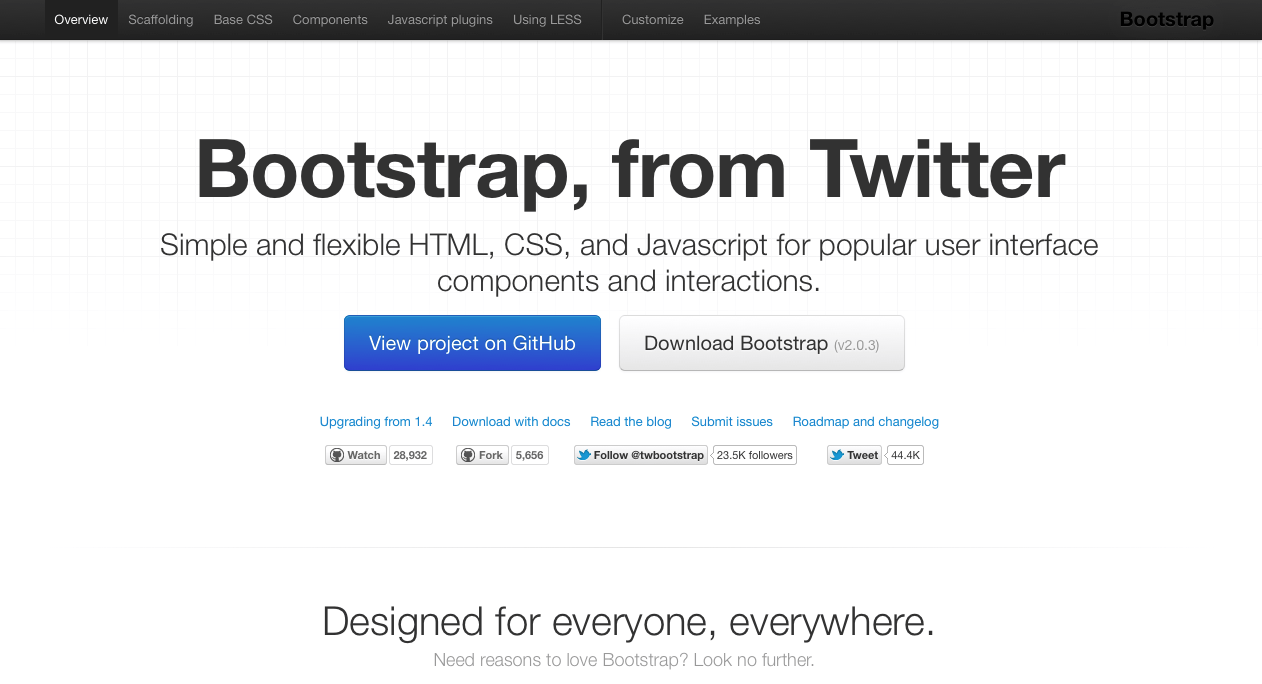 Overview Scaffolding Base CSS Components Javascript plugins Using LESS Customize Examples Bootstrap
Bootstrap, from Twitter
Simple and flexible HTML, CSS, and Javascript for popular user interface
components and interactions.
View project on GitHub Download Bootstrap (v2.0.3)
Upgrading from 1.4 Download with docs Read the blog Submit issues Roadmap and changelog
Watch 28,932 Fork 5,656 Follow @twbootstrap 23.5K followers Tweet 44.4K
Designed for everyone, everywhere.
Need reasons to love Bootstrap? Look no further.